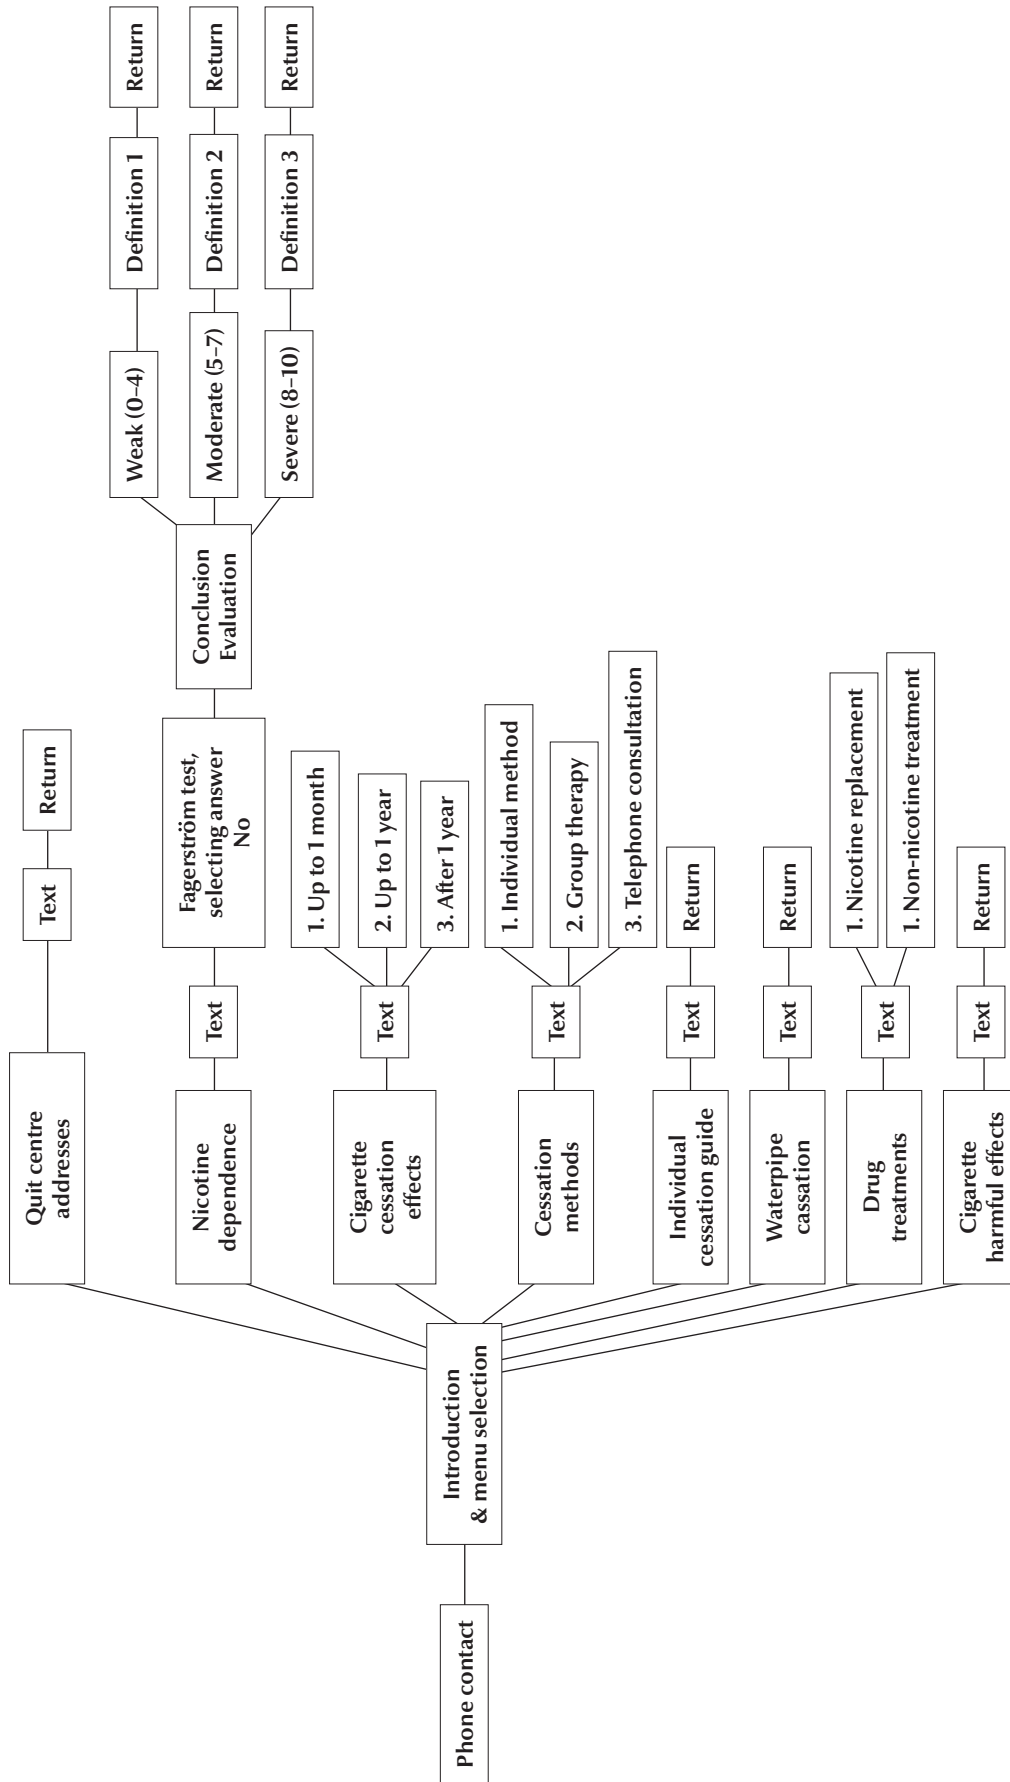 Phone contact
Introduction
& menu selection
Quit centre
addresses
Text
Return
Nicotine
dependence
Text
Fagerström test,
selecting answer
No
Conclusion
Evaluation
Weak (0–4)
Definition 1
Return
Moderate (5–7)
Definition 2
Return
Severe (8–10)
Definition 3
Return
Cigarette
cessation
effects
Text
1. Up to 1 month
2. Up to 1 year
3. After 1 year
Cessation
methods
Text
1. Individual method
2. Group therapy
3. Telephone consultation
Individual
cessation guide
Text
Return
Waterpipe
cassation
Text
Return
Drug
treatments
Text
1. Nicotine replacement
1. Non-nicotine treatment
Cigarette
harmful effects
Text
Return